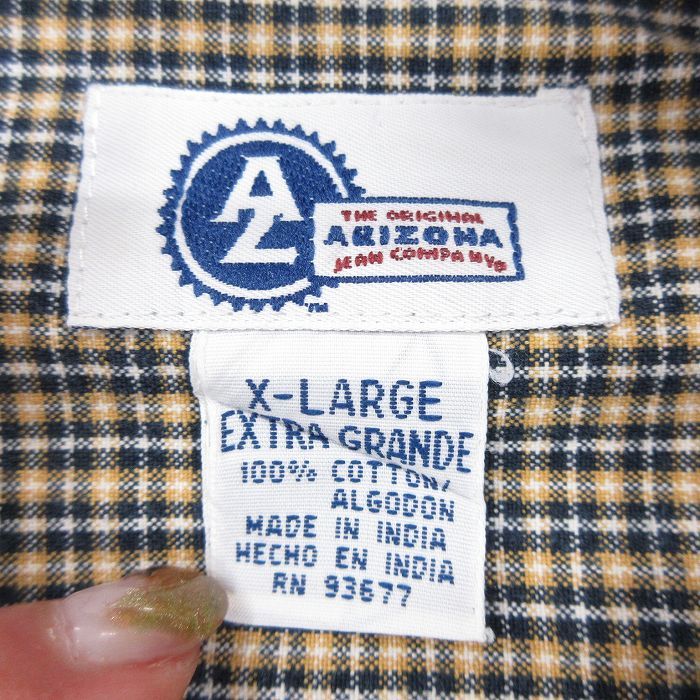 AZ
THE ORIGINAL
ARIZONA
JEAN COMPANY
TM
X-LARGE
EXTRA GRANDE
100% COTTON/
ALGODON
MADE IN INDIA
HECHO EN INDIA
RN 93677